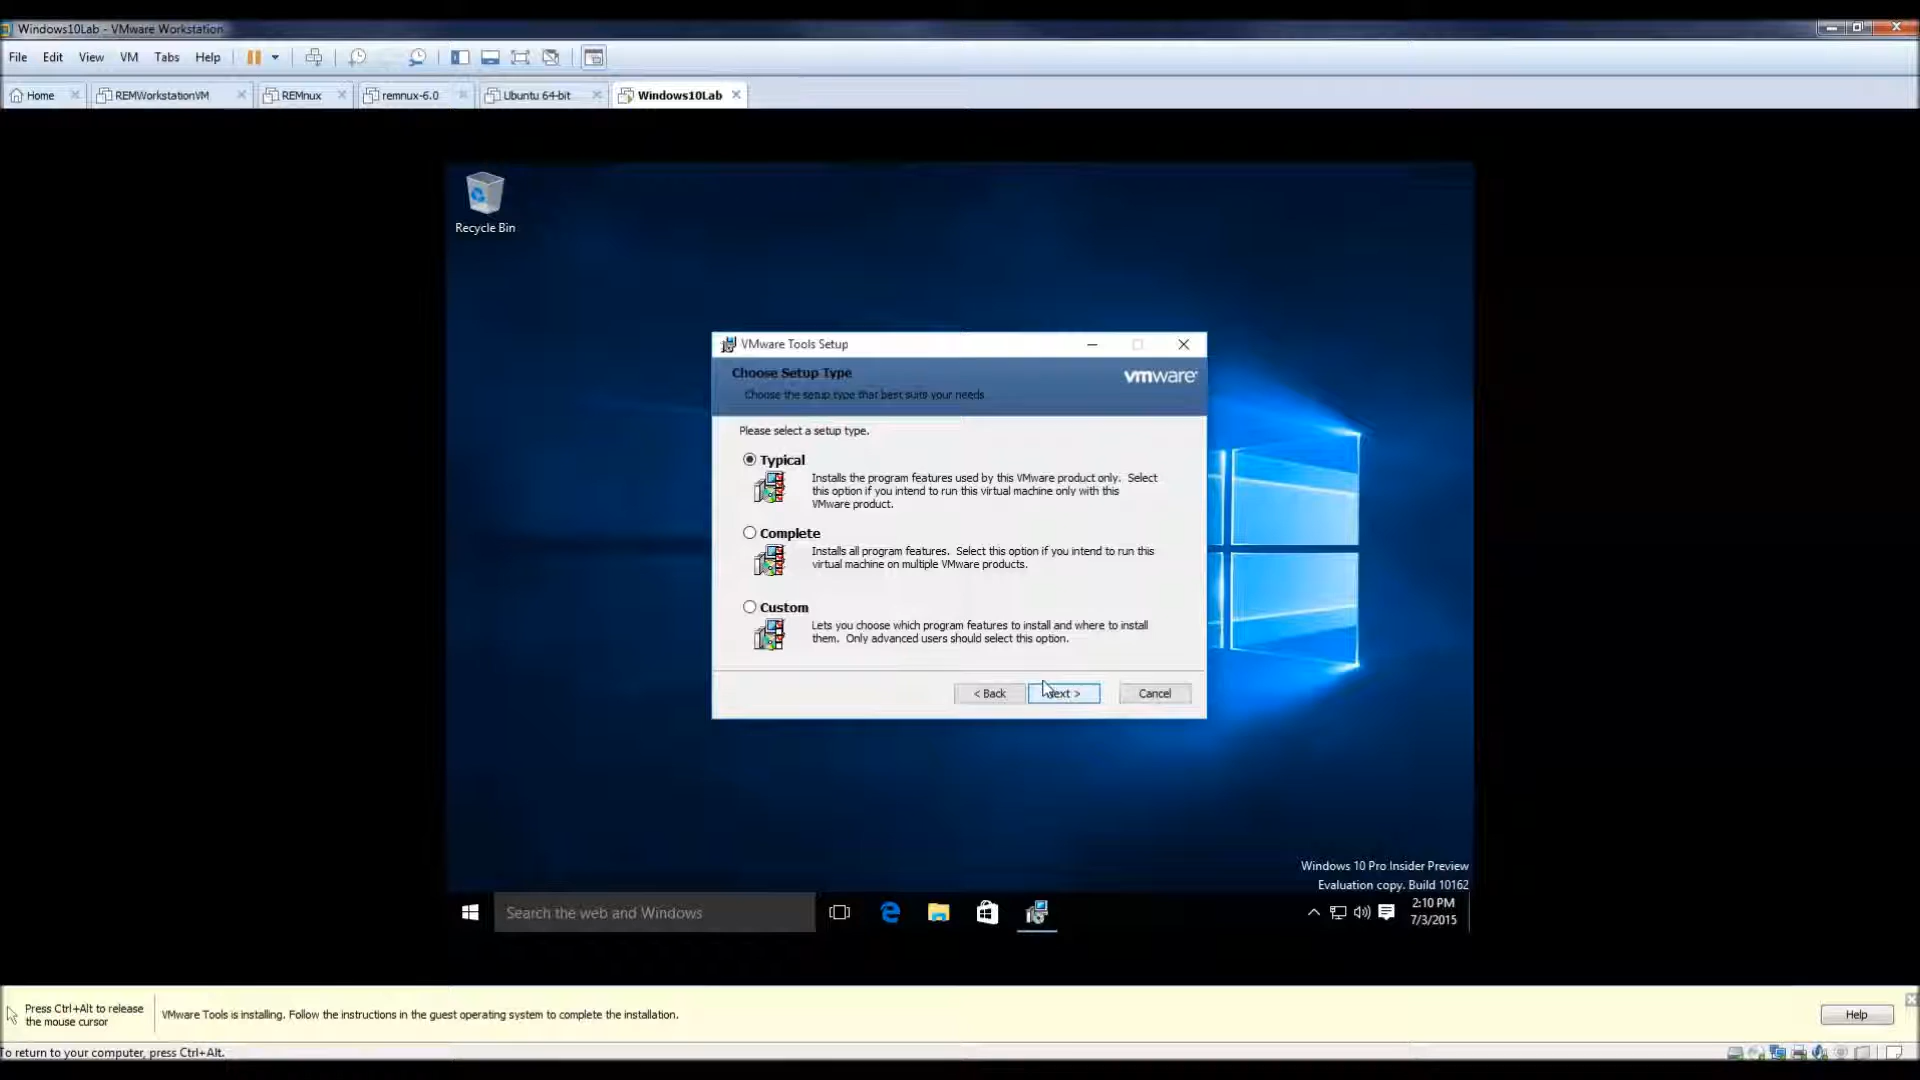 Windows10Lab - VMware Workstation
File Edit View VM Tabs Help
Home REMWorkstationVM REMnux remnux-6.0 Ubuntu 64-bit Windows10Lab
Recycle Bin
VMware Tools Setup
Choose Setup Type
vmware
Choose the setup type that best suits your needs
Please select a setup type.
Typical
Installs the program features used by this VMware product only. Select
this option if you intend to run this virtual machine only with this
VMware product.
Complete
Installs all program features. Select this option if you intend to run this
virtual machine on multiple VMware products.
Custom
Lets you choose which program features to install and where to install
them. Only advanced users should select this option.
< Back Next > Cancel
Windows 10 Pro Insider Preview
Evaluation copy. Build 10162
Search the web and Windows
2:10 PM
7/3/2015
Press Ctrl+Alt to release
the mouse cursor
VMware Tools is installing. Follow the instructions in the guest operating system to complete the installation.
Help
To return to your computer, press Ctrl+Alt.